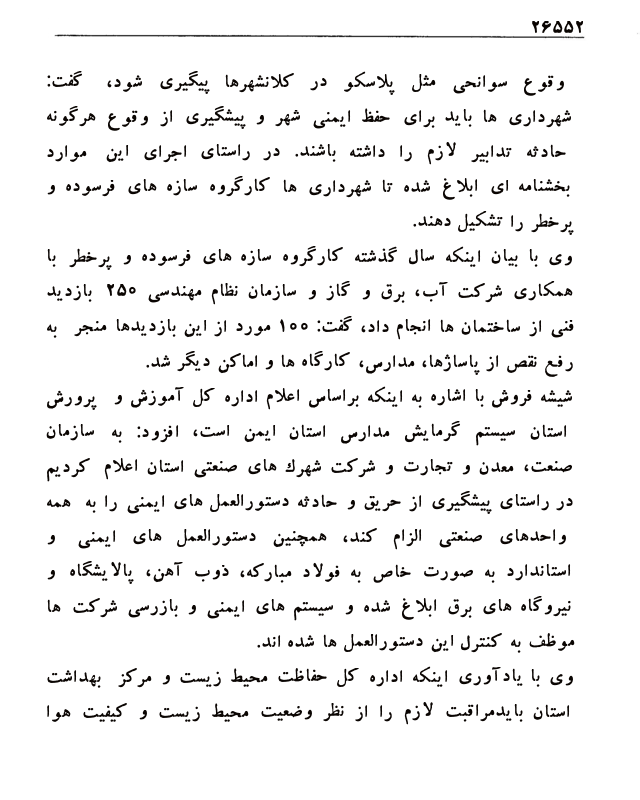 ۲۶۵۵۲
وقوع سوانحی مثل پلاسکو در کلانشهرها پیگیری شود، گفت:
شهرداری ها باید برای حفظ ایمنی شهر و پیشگیری از وقوع هرگونه
حادثه تدابیر لازم را داشته باشند. در راستای اجرای این موارد
بخشنامه ای ابلاغ شده تا شهرداری ها کارگروه سازه های فرسوده و
پرخطر را تشکیل دهند.
وی با بیان اینکه سال گذشته کارگروه سازه های فرسوده و پرخطر با
همکاری شرکت آب، برق و گاز و سازمان نظام مهندسی ۲۵۰ بازدید
فنی از ساختمان ها انجام داد، گفت: ۱۰۰ مورد از این بازدیدها منجر به
رفع نقص از پاساژها، مدارس، کارگاه ها و اماکن دیگر شد.
شیشه فروش با اشاره به اینکه براساس اعلام اداره کل آموزش و پرورش
استان سیستم گرمایش مدارس استان ایمن است، افزود: به سازمان
صنعت، معدن و تجارت و شرکت شهرك های صنعتی استان اعلام کردیم
در راستای پیشگیری از حریق و حادثه دستورالعمل های ایمنی را به همه
واحدهای صنعتی الزام کند، همچنین دستورالعمل های ایمنی و
استاندارد به صورت خاص به فولاد مبارکه، ذوب آهن، پالایشگاه و
نیروگاه های برق ابلاغ شده و سیستم های ایمنی و بازرسی شرکت ها
موظف به کنترل این دستورالعمل ها شده اند.
وی با یادآوری اینکه اداره کل حفاظت محیط زیست و مرکز بهداشت
استان بایدمراقبت لازم را از نظر وضعیت محیط زیست و کیفیت هوا